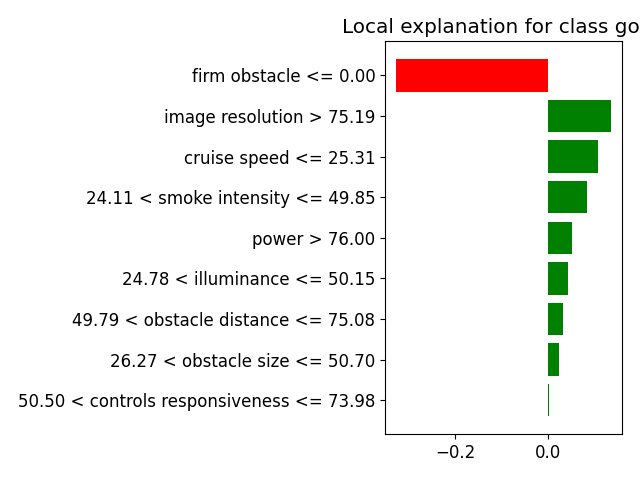 Local explanation for class go
firm obstacle <= 0.00
image resolution > 75.19
cruise speed <= 25.31
24.11 < smoke intensity <= 49.85
power > 76.00
24.78 < illuminance <= 50.15
49.79 < obstacle distance <= 75.08
26.27 < obstacle size <= 50.70
50.50 < controls responsiveness <= 73.98
−0.2 0.0